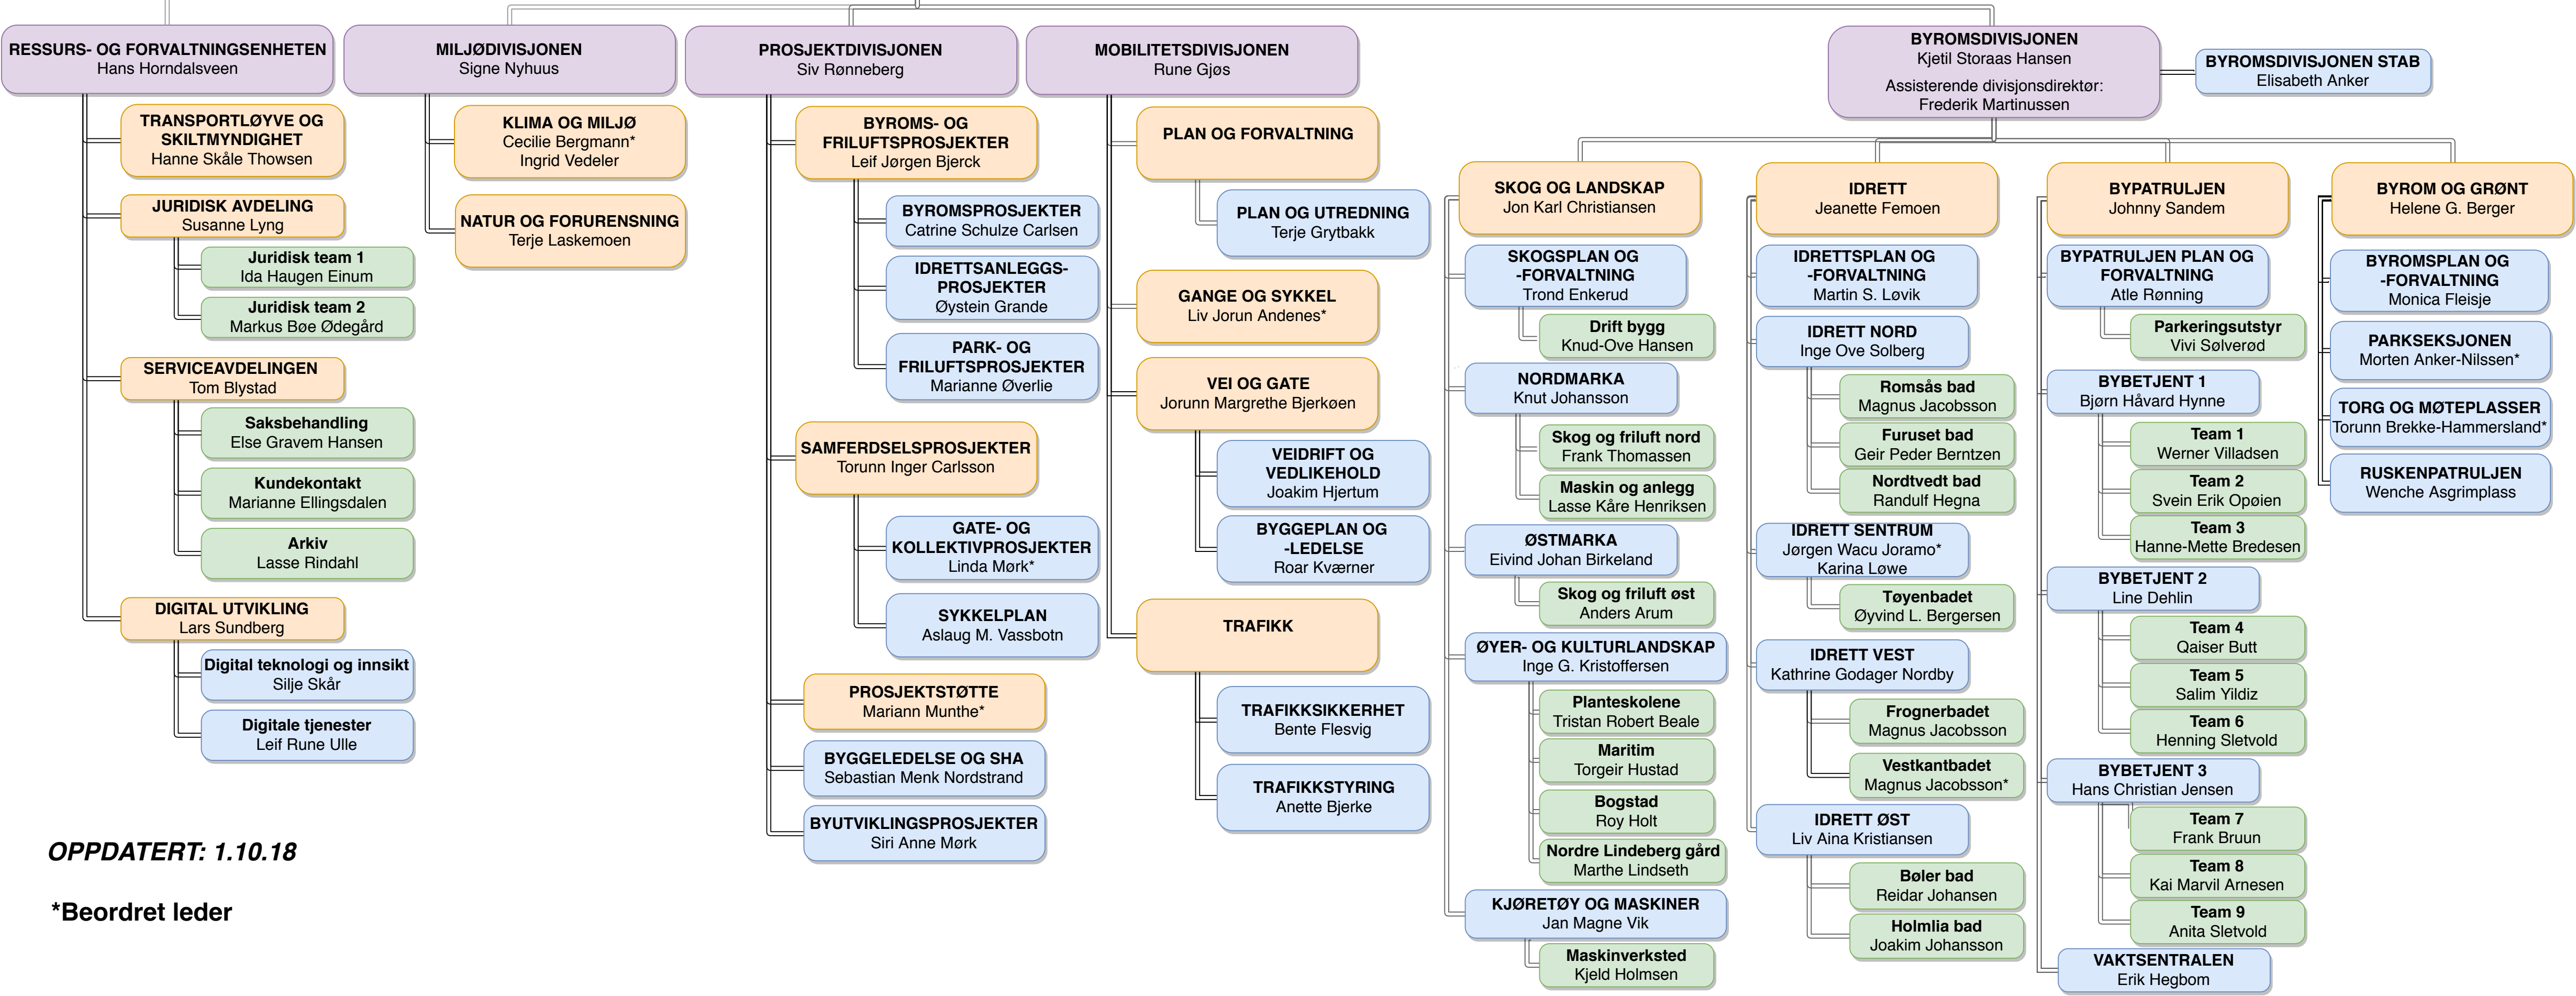 RESSURS- OG FORVALTNINGSENHETEN
Hans Horndalsveen
TRANSPORTLØYVE OG
SKILTMYNDIGHET
Hanne Skåle Thowsen
JURIDISK AVDELING
Susanne Lyng
Juridisk team 1
Ida Haugen Einum
Juridisk team 2
Markus Bøe Ødegård
SERVICEAVDELINGEN
Tom Blystad
Saksbehandling
Else Gravem Hansen
Kundekontakt
Marianne Ellingsdalen
Arkiv
Lasse Rindahl
DIGITAL UTVIKLING
Lars Sundberg
Digital teknologi og innsikt
Silje Skår
Digitale tjenester
Leif Rune Ulle
OPPDATERT: 1.10.18
*Beordret leder
MILJØDIVISJONEN
Signe Nyhuus
KLIMA OG MILJØ
Cecilie Bergmann*
Ingrid Vedeler
NATUR OG FORURENSNING
Terje Laskemoen
PROSJEKTDIVISJONEN
Siv Rønneberg
BYROMS- OG
FRILUFTSPROSJEKTER
Leif Jørgen Bjerck
BYROMSPROSJEKTER
Catrine Schulze Carlsen
IDRETTSANLEGGS-
PROSJEKTER
Øystein Grande
PARK- OG
FRILUFTSPROSJEKTER
Marianne Øverlie
SAMFERDSELSPROSJEKTER
Torunn Inger Carlsson
GATE- OG
KOLLEKTIVPROSJEKTER
Linda Mørk*
SYKKELPLAN
Aslaug M. Vassbotn
PROSJEKTSTØTTE
Mariann Munthe*
BYGGELEDELSE OG SHA
Sebastian Menk Nordstrand
BYUTVIKLINGSPROSJEKTER
Siri Anne Mørk
MOBILITETSDIVISJONEN
Rune Gjøs
PLAN OG FORVALTNING
PLAN OG UTREDNING
Terje Grytbakk
GANGE OG SYKKEL
Liv Jorun Andenes*
VEI OG GATE
Jorunn Margrethe Bjerkøen
VEIDRIFT OG
VEDLIKEHOLD
Joakim Hjertum
BYGGEPLAN OG
-LEDELSE
Roar Kværner
TRAFIKK
TRAFIKKSIKKERHET
Bente Flesvig
TRAFIKKSTYRING
Anette Bjerke
BYROMSDIVISJONEN
Kjetil Storaas Hansen
Assisterende divisjonsdirektør:
Frederik Martinussen
BYROMSDIVISJONEN STAB
Elisabeth Anker
SKOG OG LANDSKAP
Jon Karl Christiansen
SKOGSPLAN OG
-FORVALTNING
Trond Enkerud
Drift bygg
Knud-Ove Hansen
NORDMARKA
Knut Johansson
Skog og friluft nord
Frank Thomassen
Maskin og anlegg
Lasse Kåre Henriksen
ØSTMARKA
Eivind Johan Birkeland
Skog og friluft øst
Anders Arum
ØYER- OG KULTURLANDSKAP
Inge G. Kristoffersen
Planteskolene
Tristan Robert Beale
Maritim
Torgeir Hustad
Bogstad
Roy Holt
Nordre Lindeberg gård
Marthe Lindseth
KJØRETØY OG MASKINER
Jan Magne Vik
Maskinverksted
Kjeld Holmsen
IDRETT
Jeanette Femoen
IDRETTSPLAN OG
-FORVALTNING
Martin S. Løvik
IDRETT NORD
Inge Ove Solberg
Romsås bad
Magnus Jacobsson
Furuset bad
Geir Peder Berntzen
Nordtvedt bad
Randulf Hegna
IDRETT SENTRUM
Jørgen Wacu Joramo*
Karina Løwe
Tøyenbadet
Øyvind L. Bergersen
IDRETT VEST
Kathrine Godager Nordby
Frognerbadet
Magnus Jacobsson
Vestkantbadet
Magnus Jacobsson*
IDRETT ØST
Liv Aina Kristiansen
Bøler bad
Reidar Johansen
Holmlia bad
Joakim Johansson
BYPATRULJEN
Johnny Sandem
BYPATRULJEN PLAN OG
FORVALTNING
Atle Rønning
Parkeringsutstyr
Vivi Sølverød
BYBETJENT 1
Bjørn Håvard Hynne
Team 1
Werner Villadsen
Team 2
Svein Erik Opøien
Team 3
Hanne-Mette Bredesen
BYBETJENT 2
Line Dehlin
Team 4
Qaiser Butt
Team 5
Salim Yildiz
Team 6
Henning Sletvold
BYBETJENT 3
Hans Christian Jensen
Team 7
Frank Bruun
Team 8
Kai Marvil Arnesen
Team 9
Anita Sletvold
VAKTSENTRALEN
Erik Hegbom
BYROM OG GRØNT
Helene G. Berger
BYROMSPLAN OG
-FORVALTNING
Monica Fleisje
PARKSEKSJONEN
Morten Anker-Nilssen*
TORG OG MØTEPLASSER
Torunn Brekke-Hammersland*
RUSKENPATRULJEN
Wenche Asgrimplass